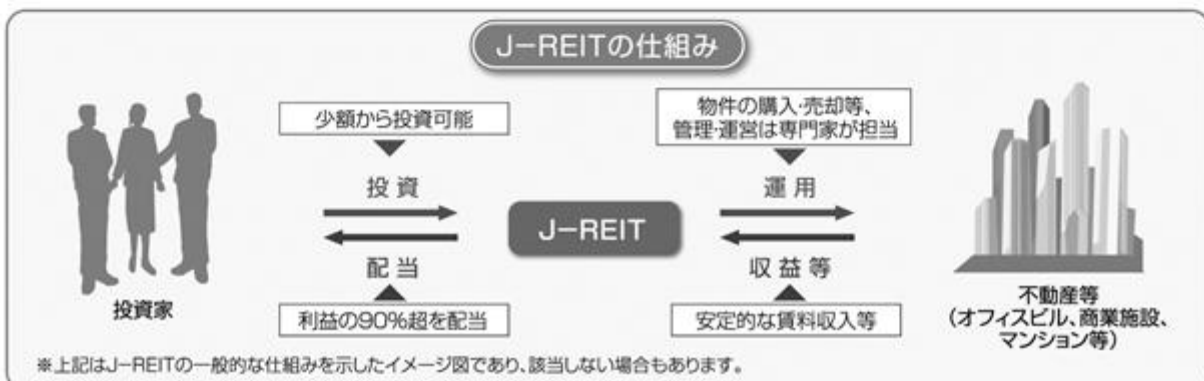 J-REITの仕組み
少額から投資可能
物件の購入・売却等、
管理・運営は専門家が担当
投資
運用
J-REIT
配当
収益等
利益の90%超を配当
安定的な賃料収入等
投資家
不動産等
(オフィスビル、商業施設、
マンション等)
※上記はJ-REITの一般的な仕組みを示したイメージ図であり、該当しない場合もあります。